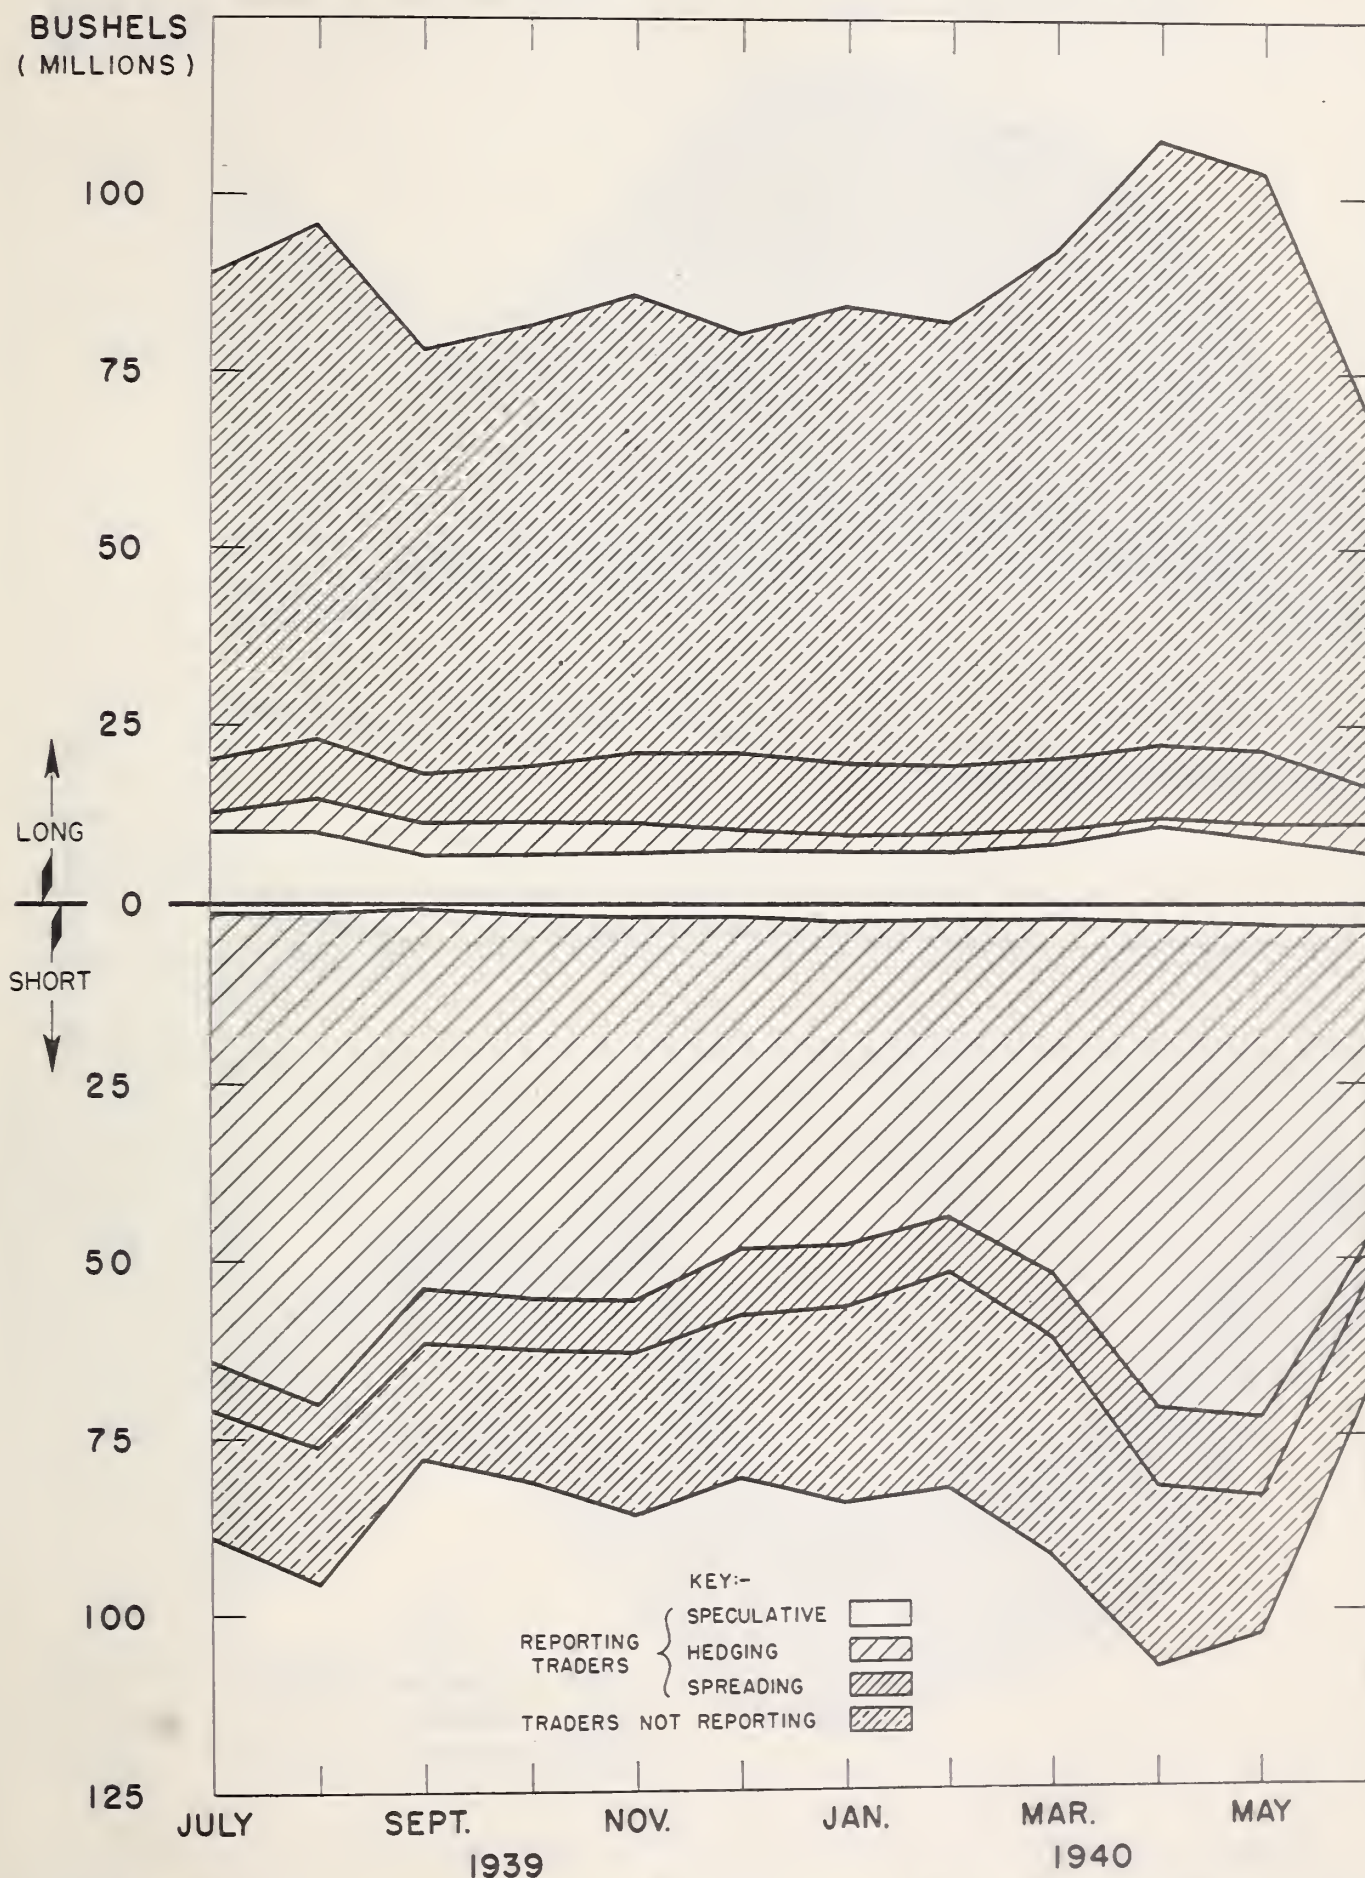 BUSHELS
( MILLIONS )
100
75
50
25
LONG
0
SHORT
25
50
75
100
125
KEY:-
REPORTING TRADERS
SPECULATIVE
HEDGING
SPREADING
TRADERS NOT REPORTING
JULY SEPT. NOV. JAN. MAR. MAY
1939 1940